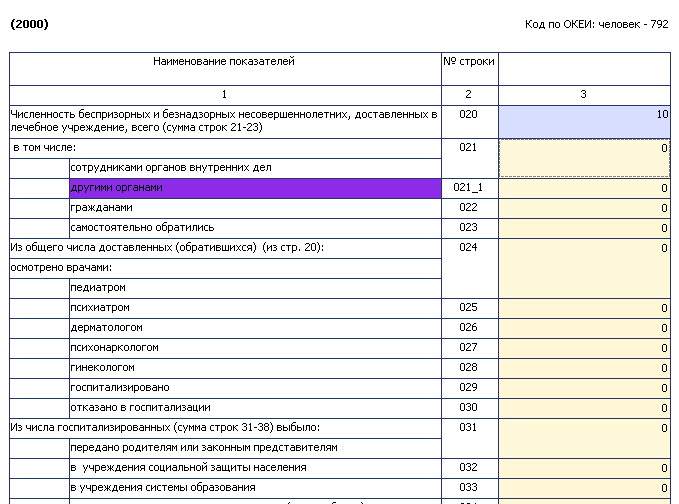 (2000) Код по ОКЕИ: человек - 792
Наименование показателей № строки
1 2 3
Численность беспризорных и безнадзорных несовершеннолетних, доставленных в 020 10
лечебное учреждение, всего (сумма строк 21-23)
в том числе: 021 0
сотрудниками органов внутренних дел
другими органами 021_1 0
гражданами 022 0
самостоятельно обратились 023 0
Из общего числа доставленных (обратившихся) (из стр. 20): 024 0
осмотрено врачами:
педиатром
психиатром 025 0
дерматологом 026 0
психонаркологом 027 0
гинекологом 028 0
госпитализировано 029 0
отказано в госпитализации 030 0
Из числа госпитализированных (сумма строк 31-38) выбыло: 031 0
передано родителям или законным представителям
в учреждения социальной защиты населения 032 0
в учреждения системы образования 033 0